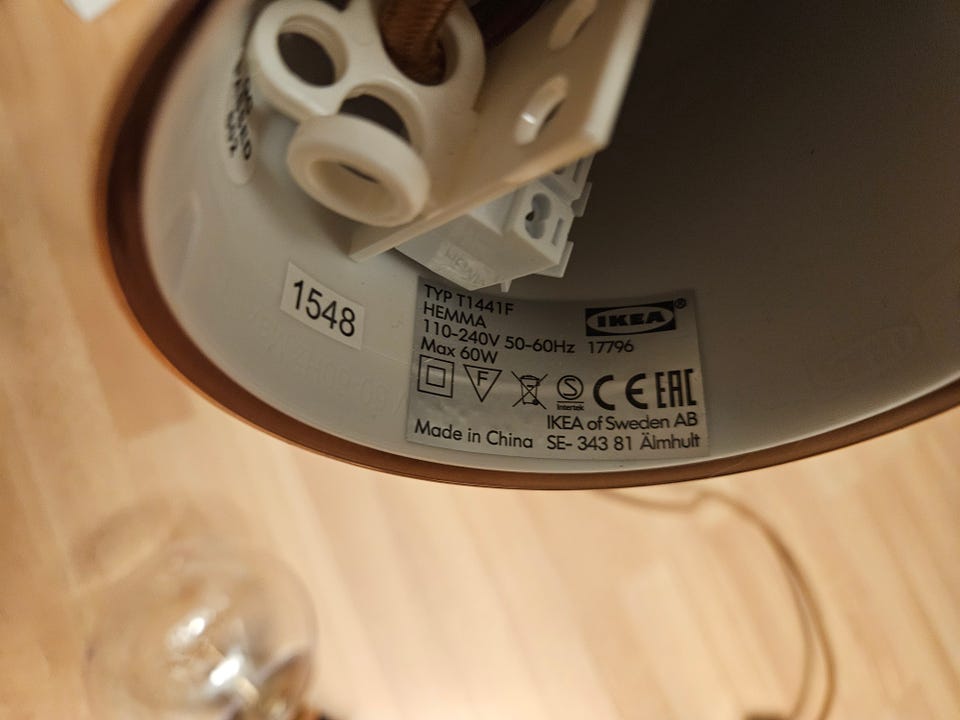 1548
TYP T1441F
HEMMA
110-240V 50-60Hz 17796
Max 60W
IKEA®
F
S
Intertek
CE EAC
IKEA of Sweden AB
Made in China SE- 343 81 Älmhult